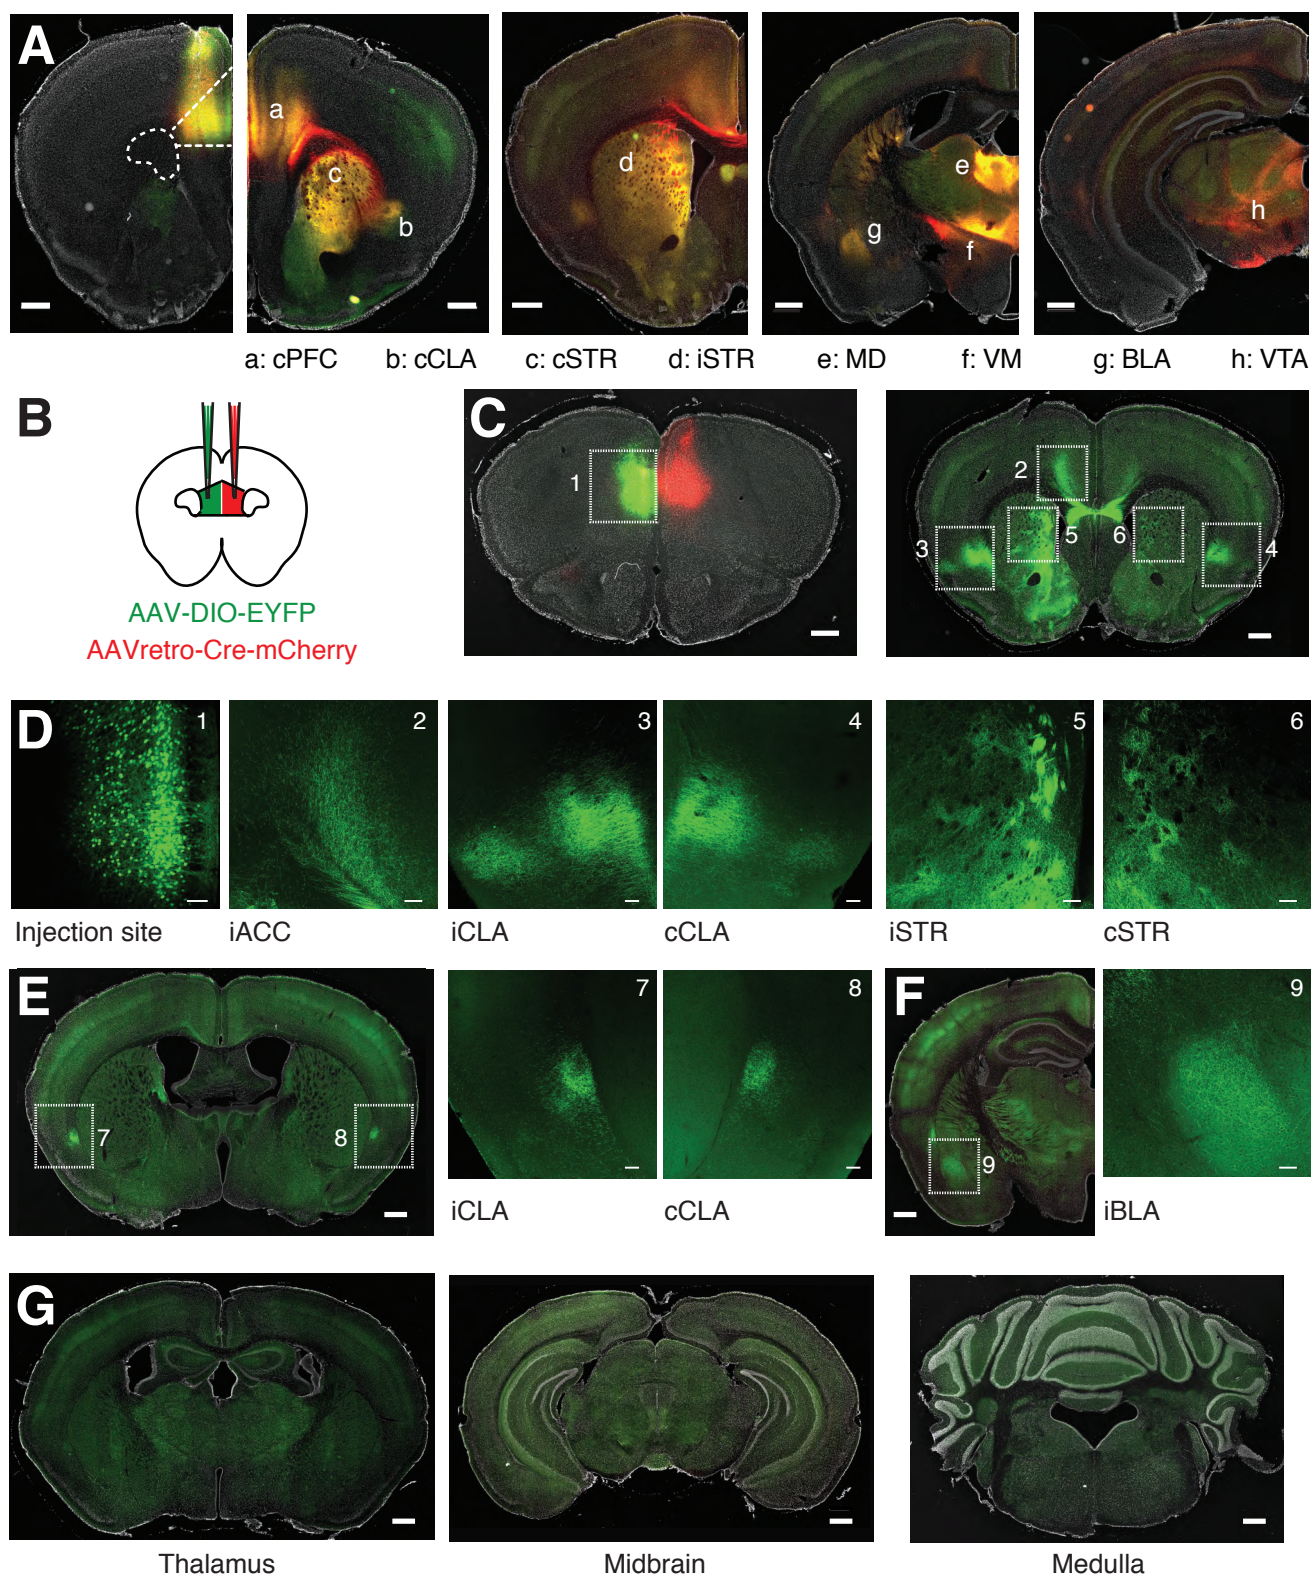 A
a
c
b
d
e
g
f
h
a: cPFC b: cCLA c: cSTR d: iSTR e: MD f: VM g: BLA h: VTA
B
AAV-DIO-EYFP
AAVretro-Cre-mCherry
C
1
2
3
5
6
4
D
1
2
3
4
5
6
Injection site iACC iCLA cCLA iSTR cSTR
E
7
8
7
8
F
9
9
iCLA cCLA iBLA
G
Thalamus Midbrain Medulla